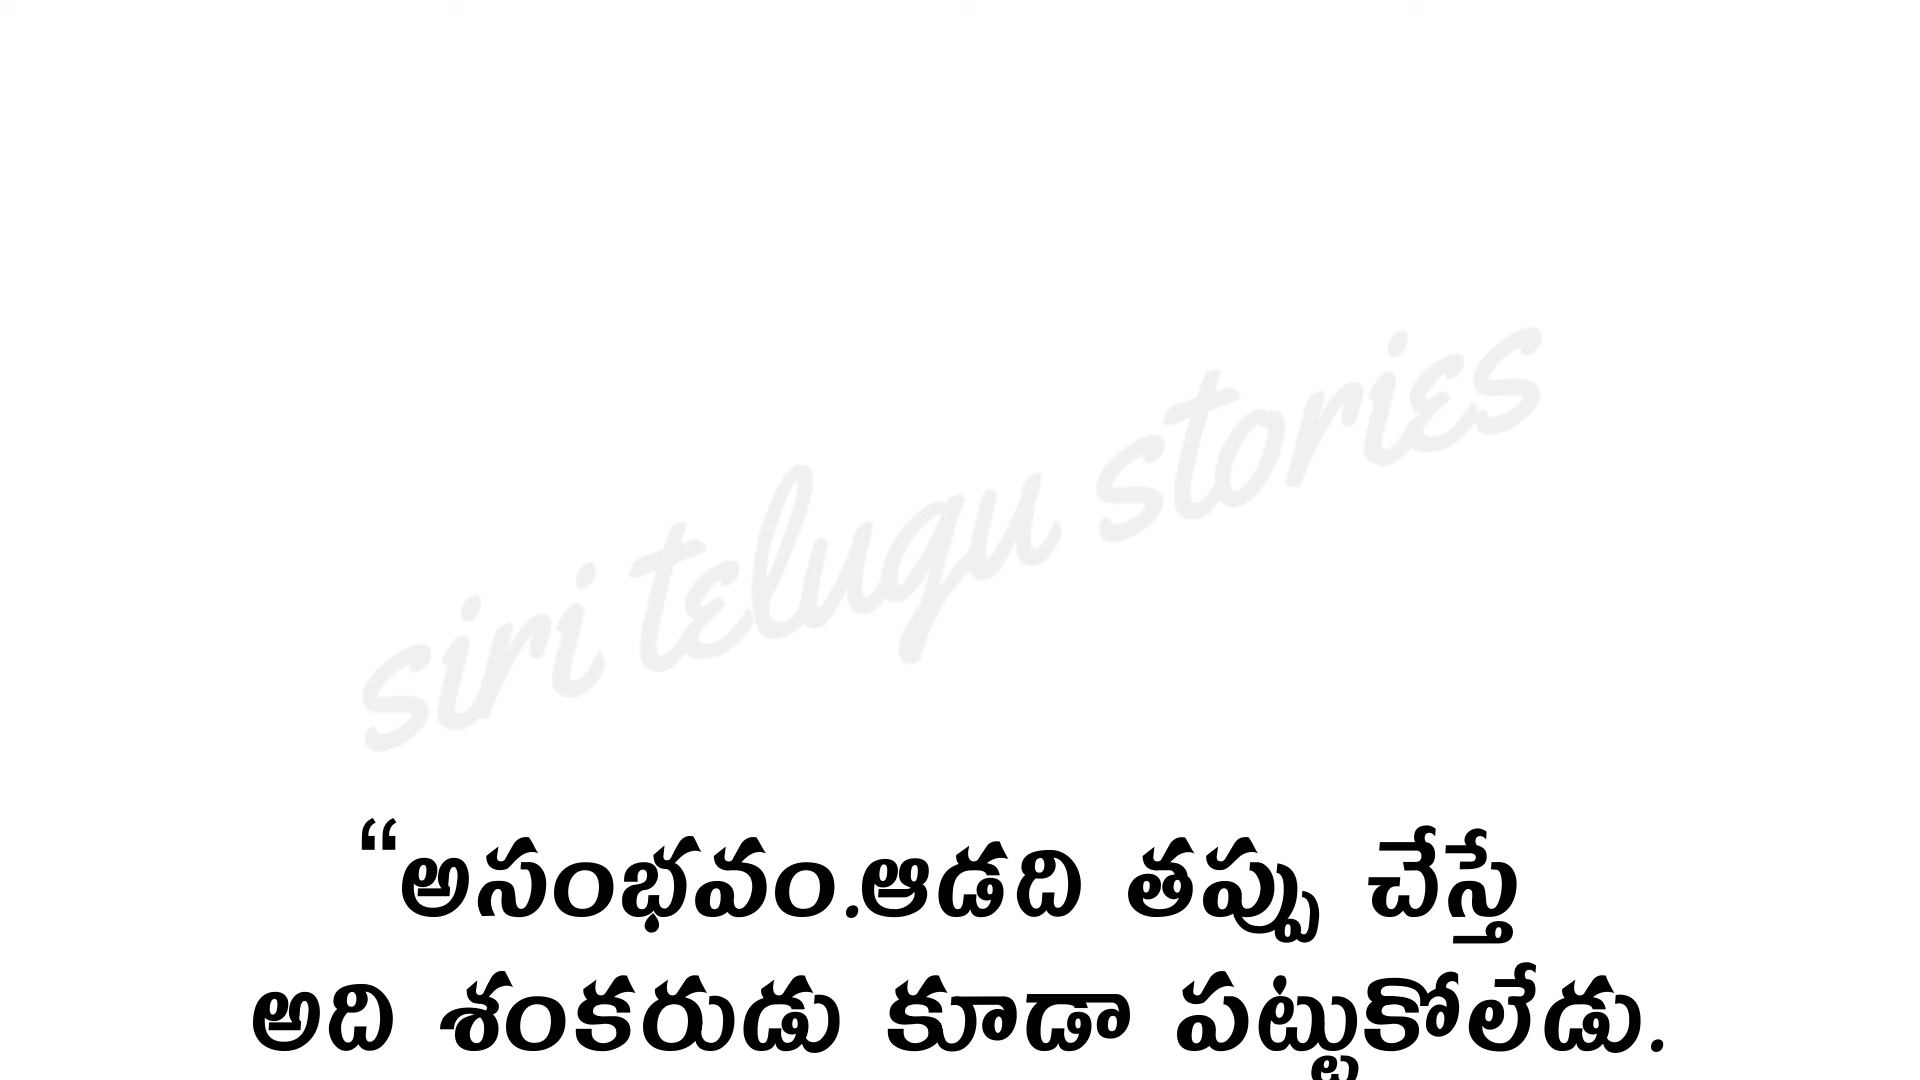 siri telugu stories
“అసంభవం.ఆడది తప్పు చేస్తే
అది శంకరుడు కూడా పట్టుకోలేడు.